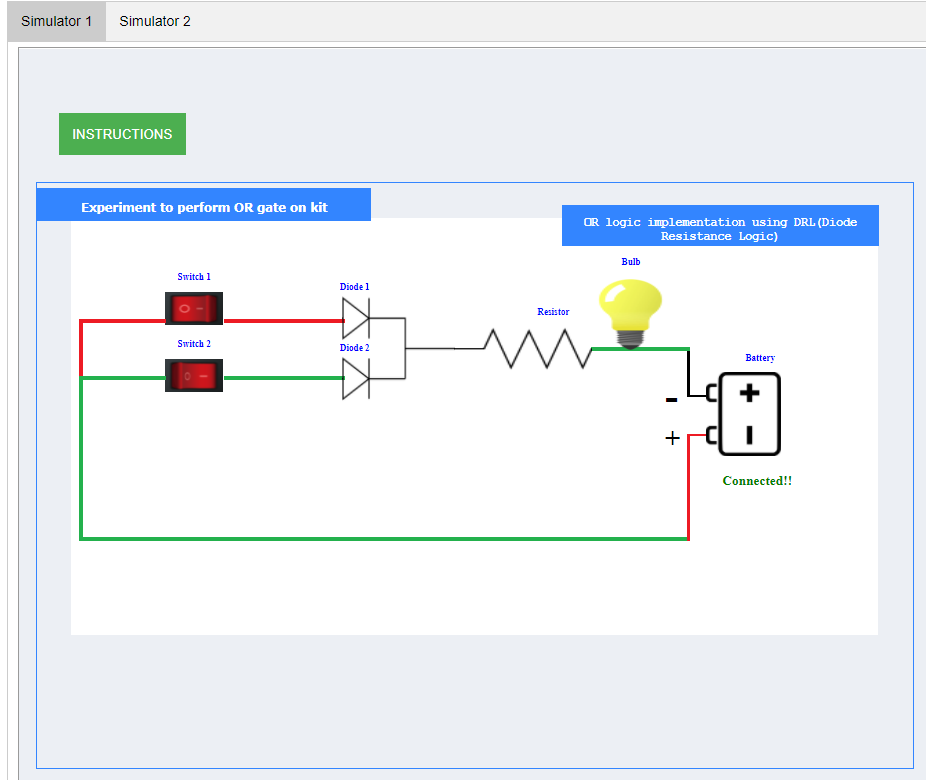 Simulator 1
Simulator 2
INSTRUCTIONS
Experiment to perform OR gate on kit
OR logic implementation using DRL(Diode
Resistance Logic)
Bulb
Switch 1
Diode 1
Resistor
Switch 2
Diode 2
Battery
-
+
Connected!!